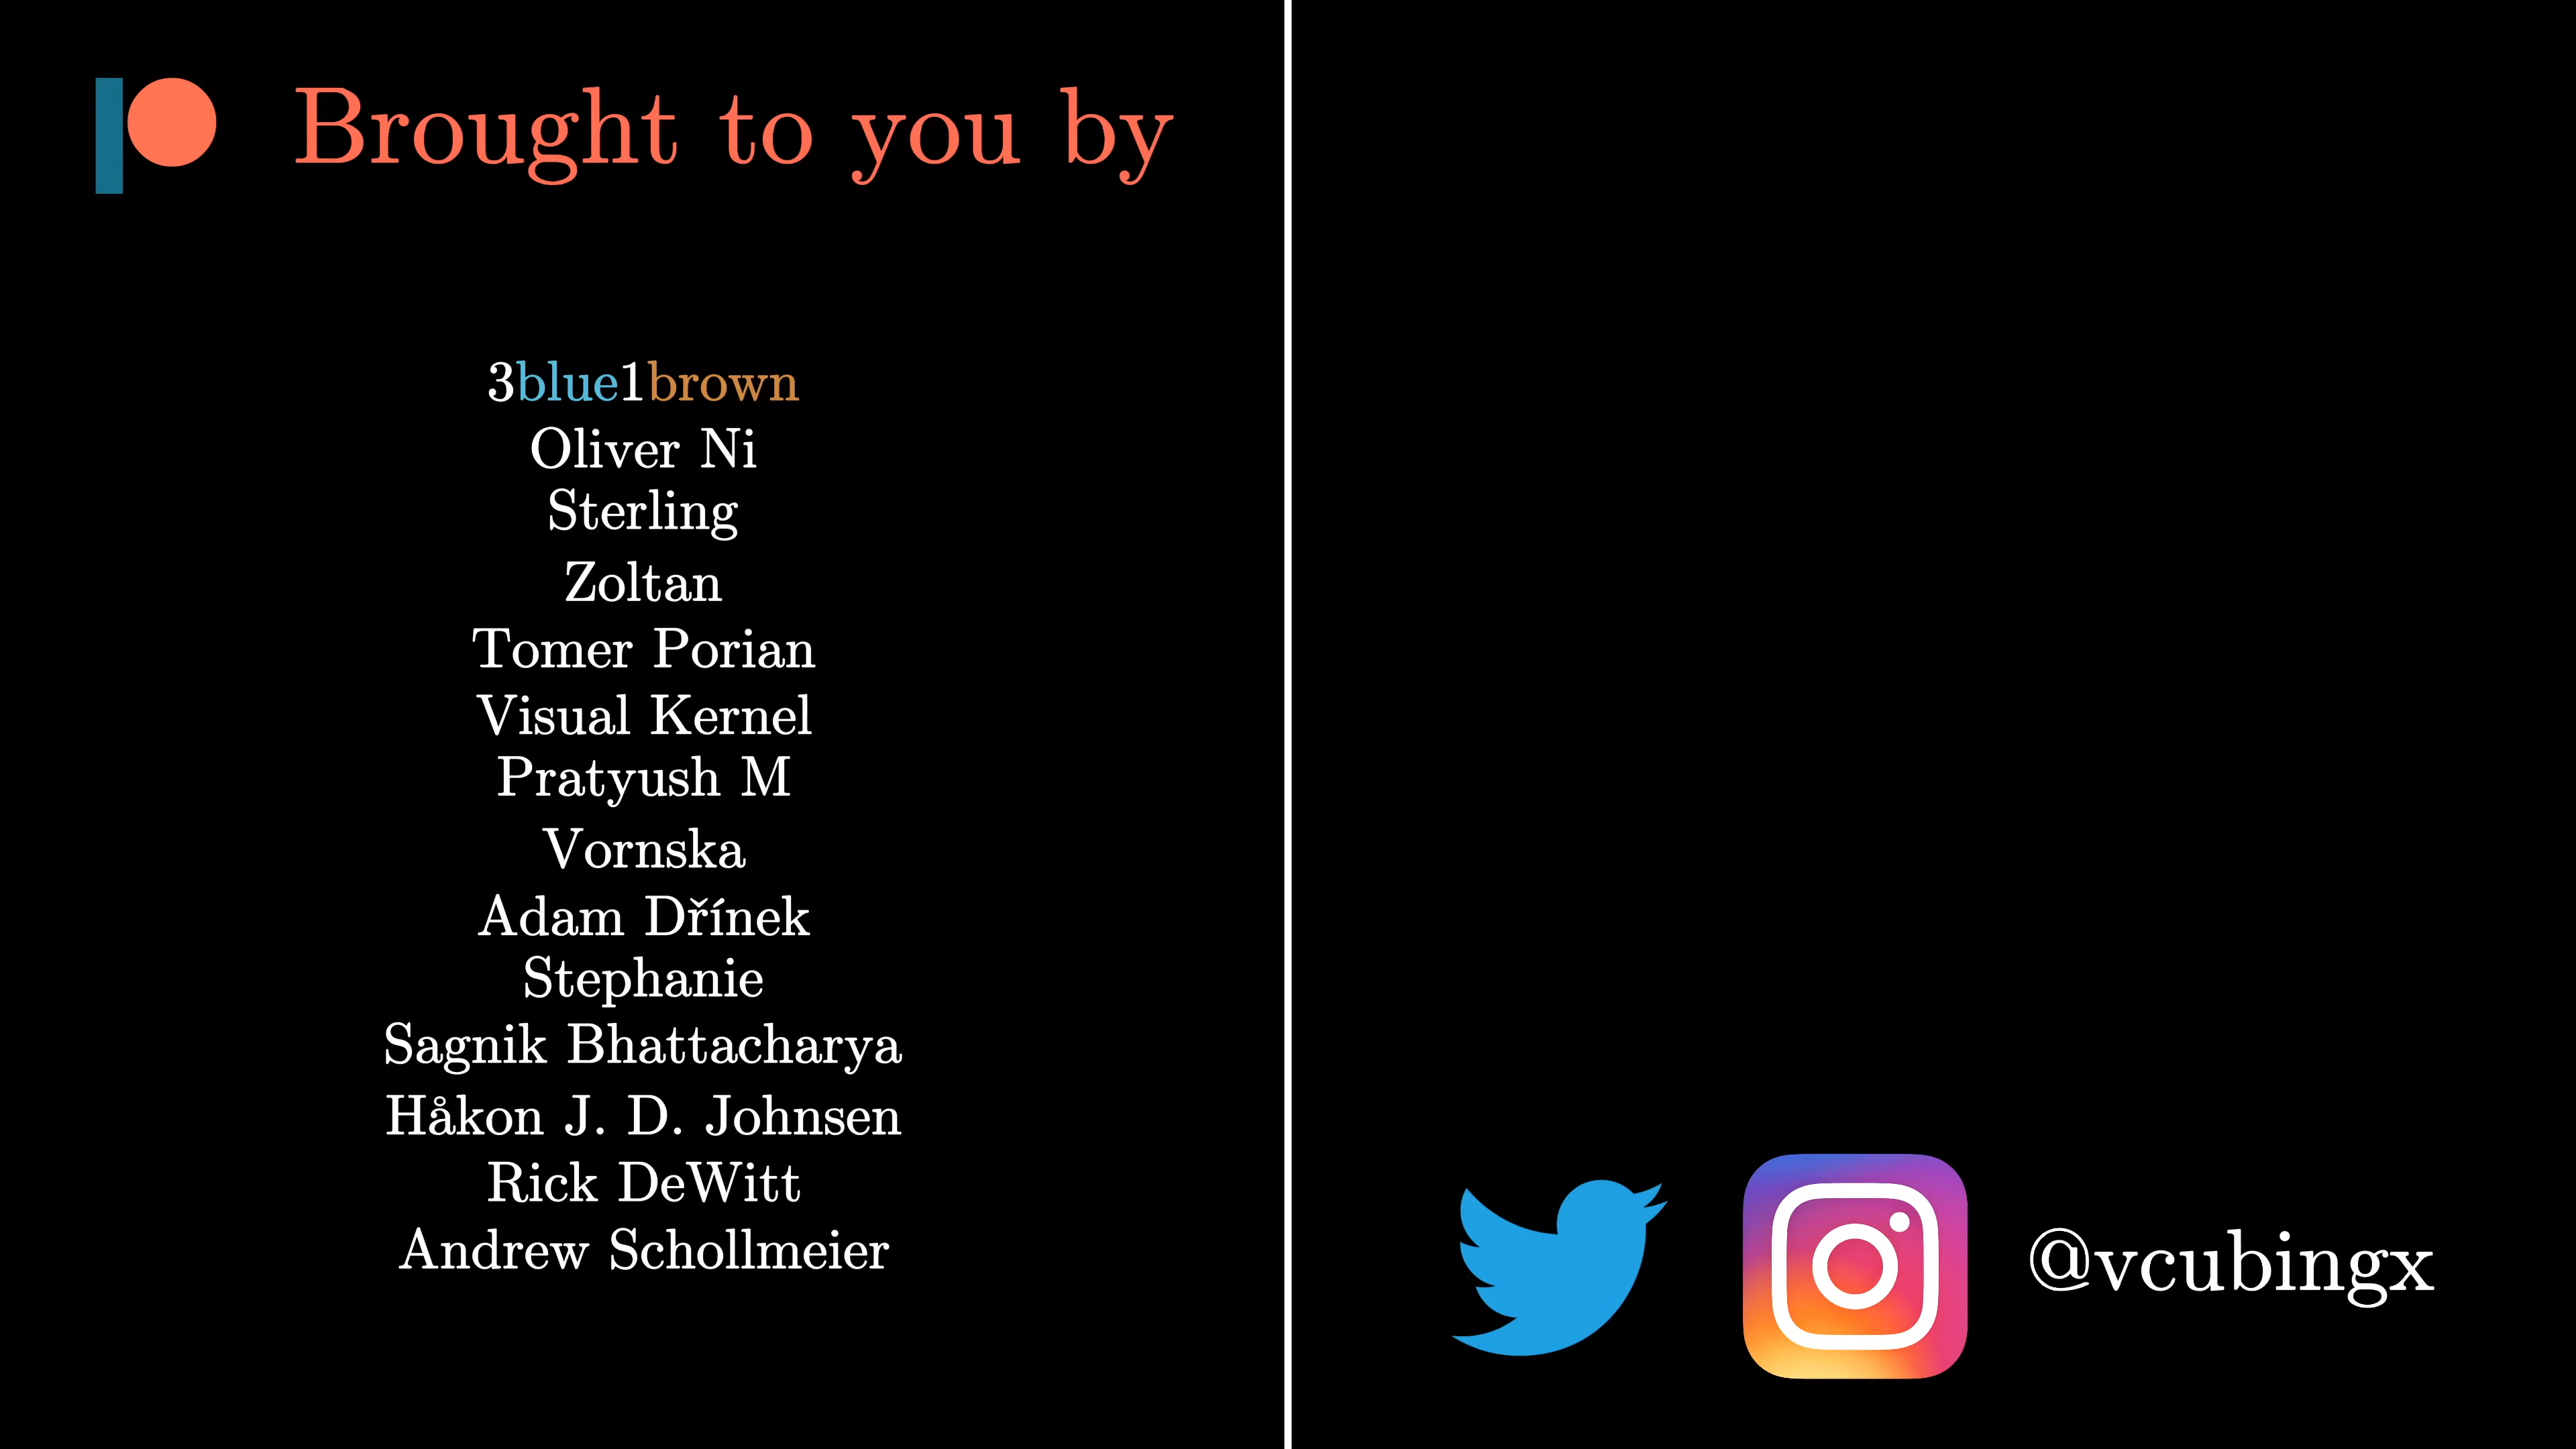 Brought to you by
3blue1brown
Oliver Ni
Sterling
Zoltan
Tomer Porian
Visual Kernel
Pratyush M
Vornska
Adam Dřínek
Stephanie
Sagnik Bhattacharya
Håkon J. D. Johnsen
Rick DeWitt
Andrew Schollmeier
@vcubingx